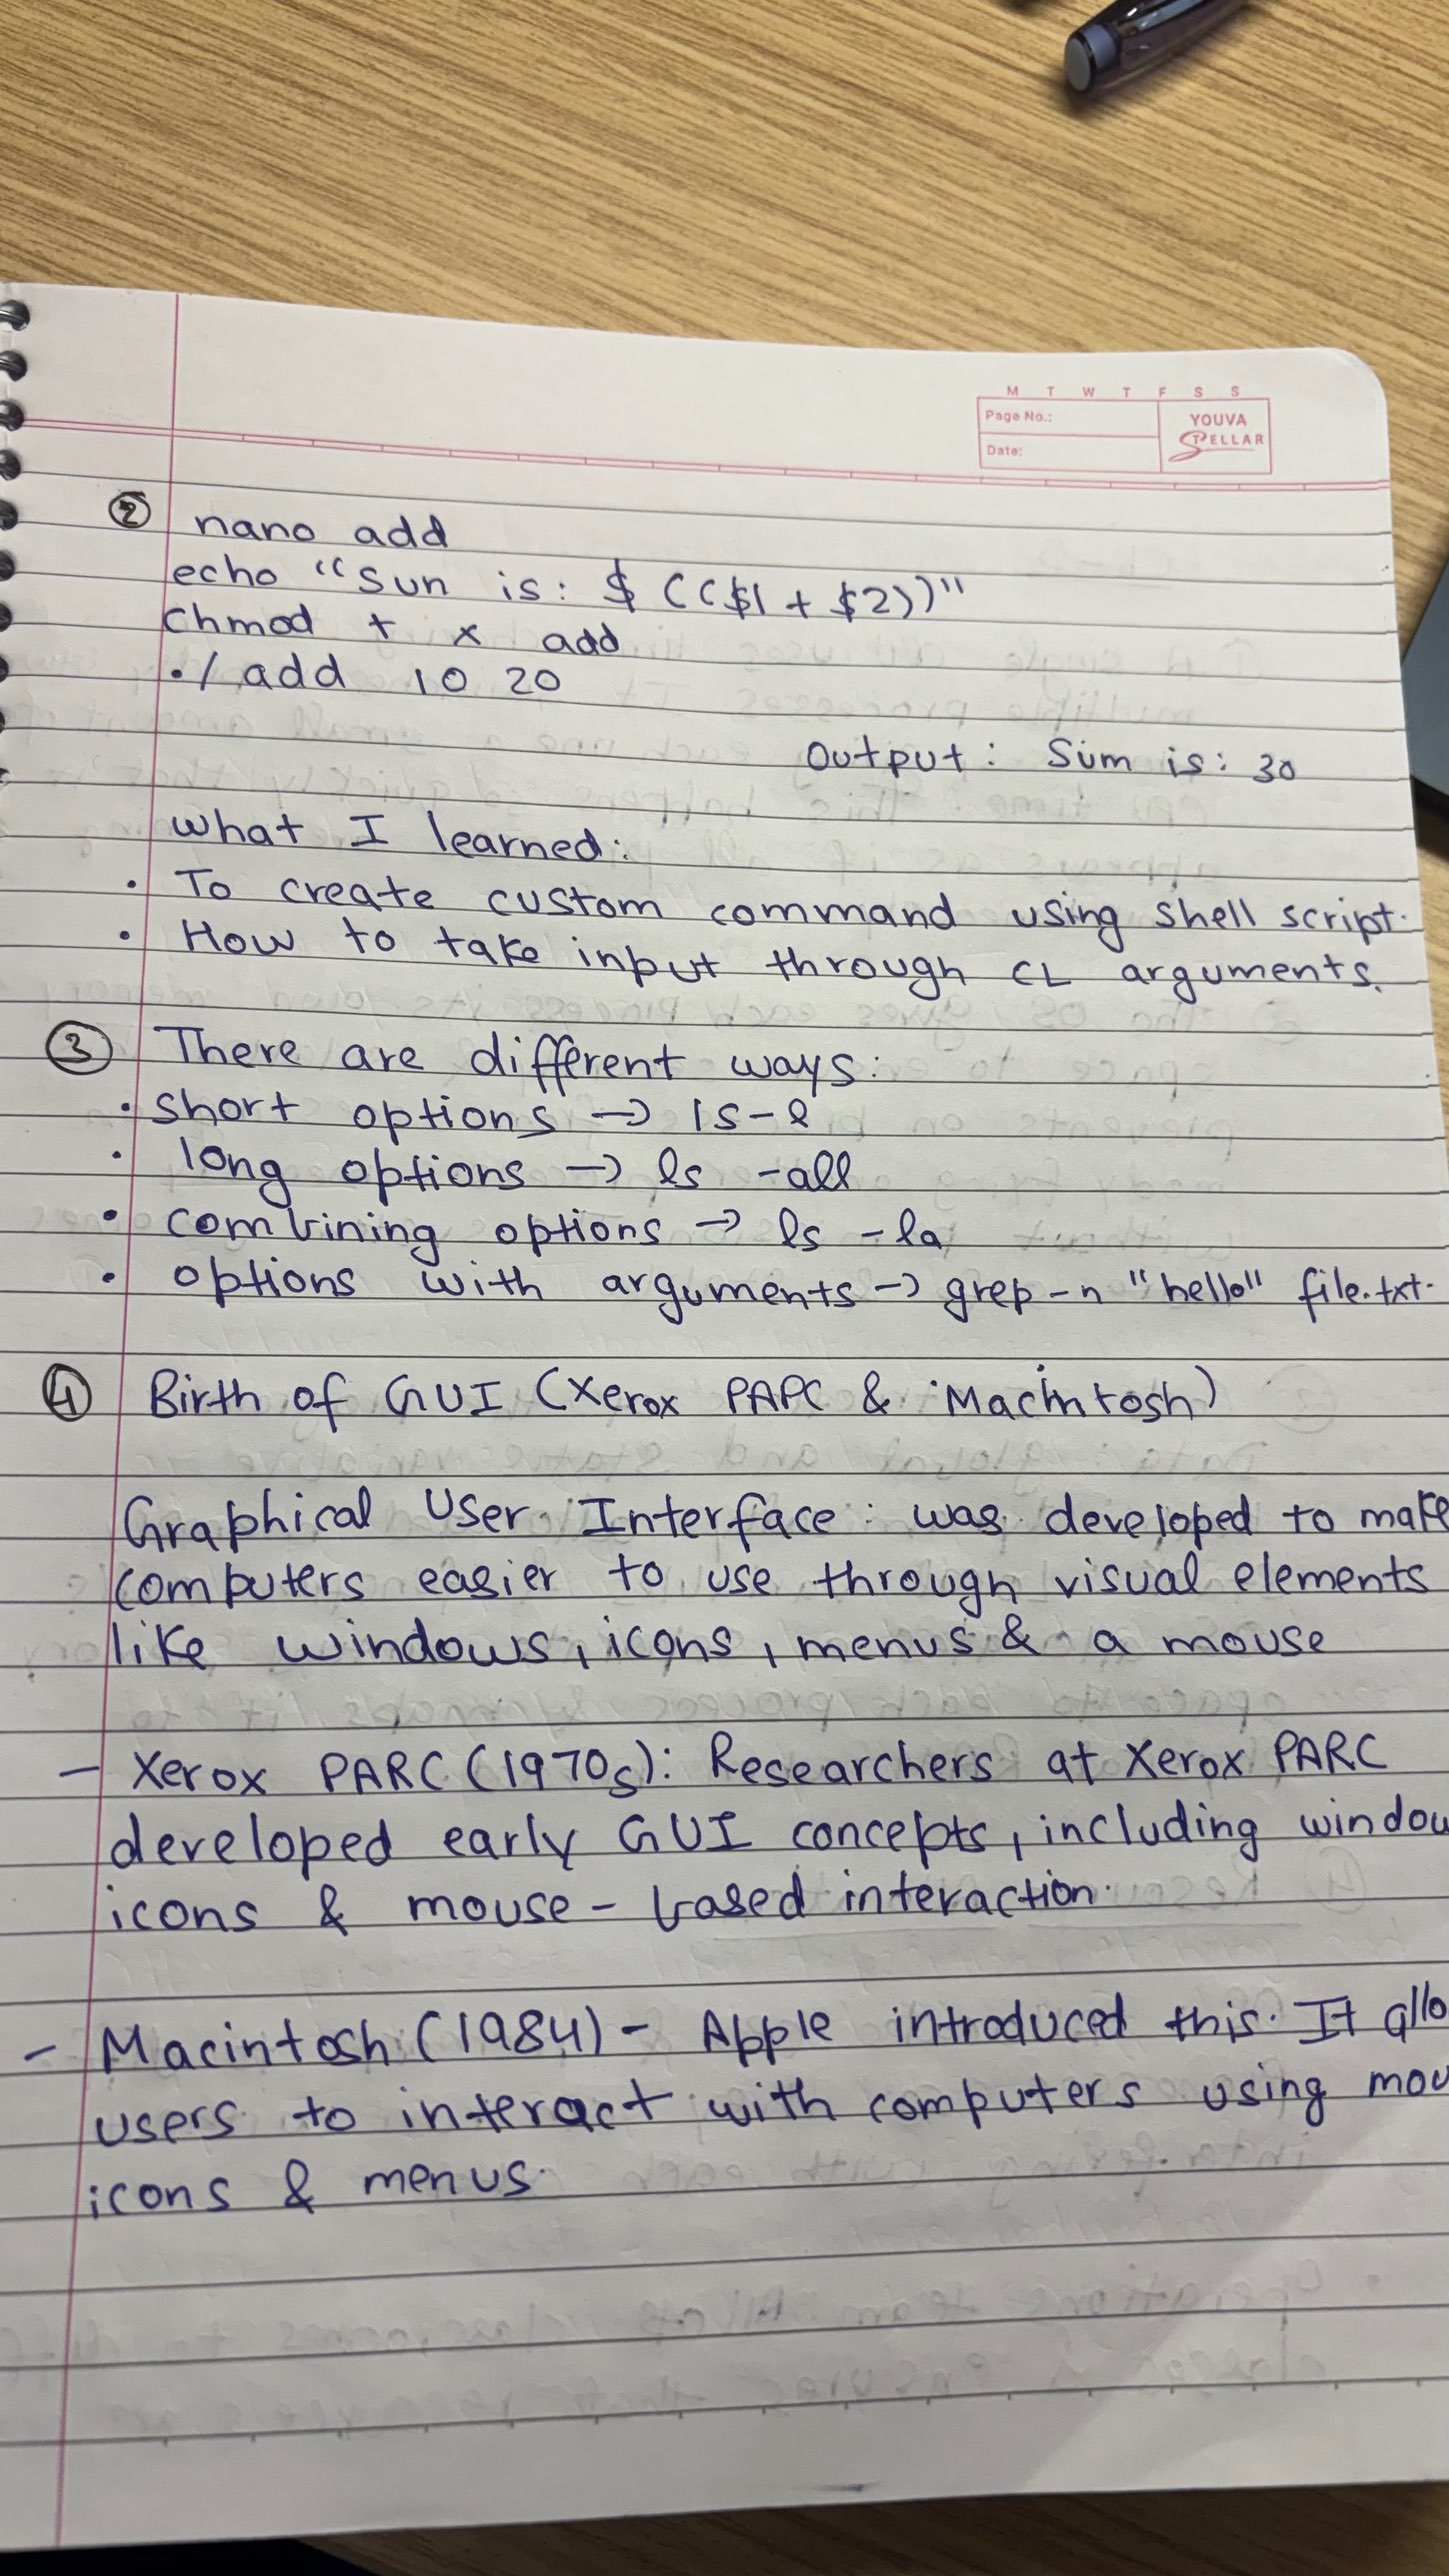 M T W T F S S
Page No.:
Date:
YOUVA
STELLAR
② nano add
echo "Sun is: $ (($1 + $2))"
chmod + x add
./add 10 20
Output: Sum is: 30
what I learned:
• To create custom command using shell script.
• How to take input through CL arguments.
③ There are different ways:
• short options → ls-l
• long options → ls -all
• combining options → ls -la
• options with arguments → grep -n "hello" file.txt.
④ Birth of GUI (Xerox PAPC & Macintosh)
Graphical User Interface: was developed to make
computers easier to use through visual elements
like windows, icons, menus & a mouse
- Xerox PARC (1970s): Researchers at Xerox PARC
developed early GUI concepts, including window
icons & mouse-based interaction.
- Macintosh (1984) - Apple introduced this. It allo
users to interact with computers using mou
icons & menus.